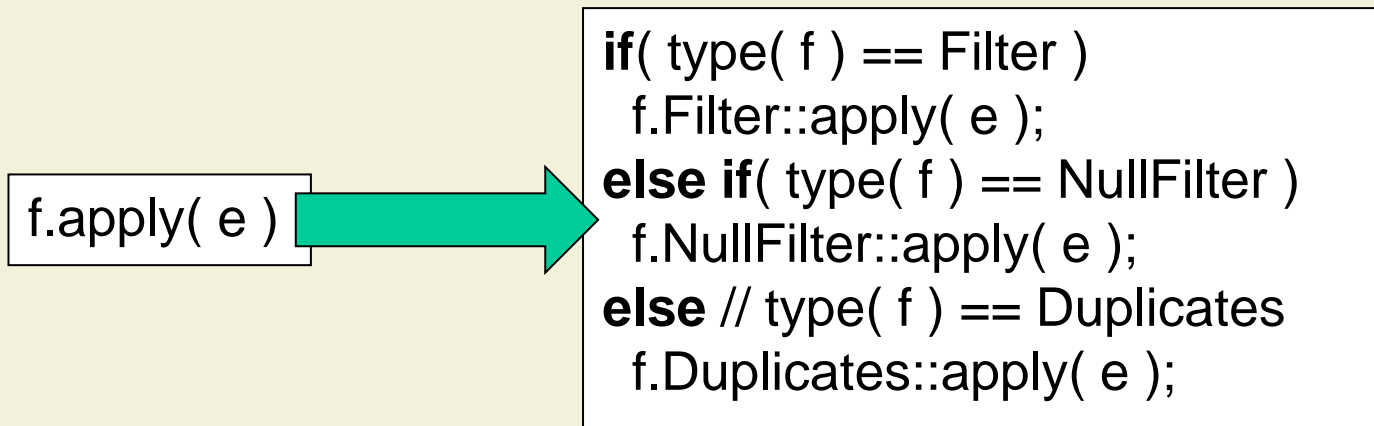 f.apply( e )
if( type( f ) == Filter )
f.Filter::apply( e );
else if( type( f ) == NullFilter )
f.NullFilter::apply( e );
else // type( f ) == Duplicates
f.Duplicates::apply( e );